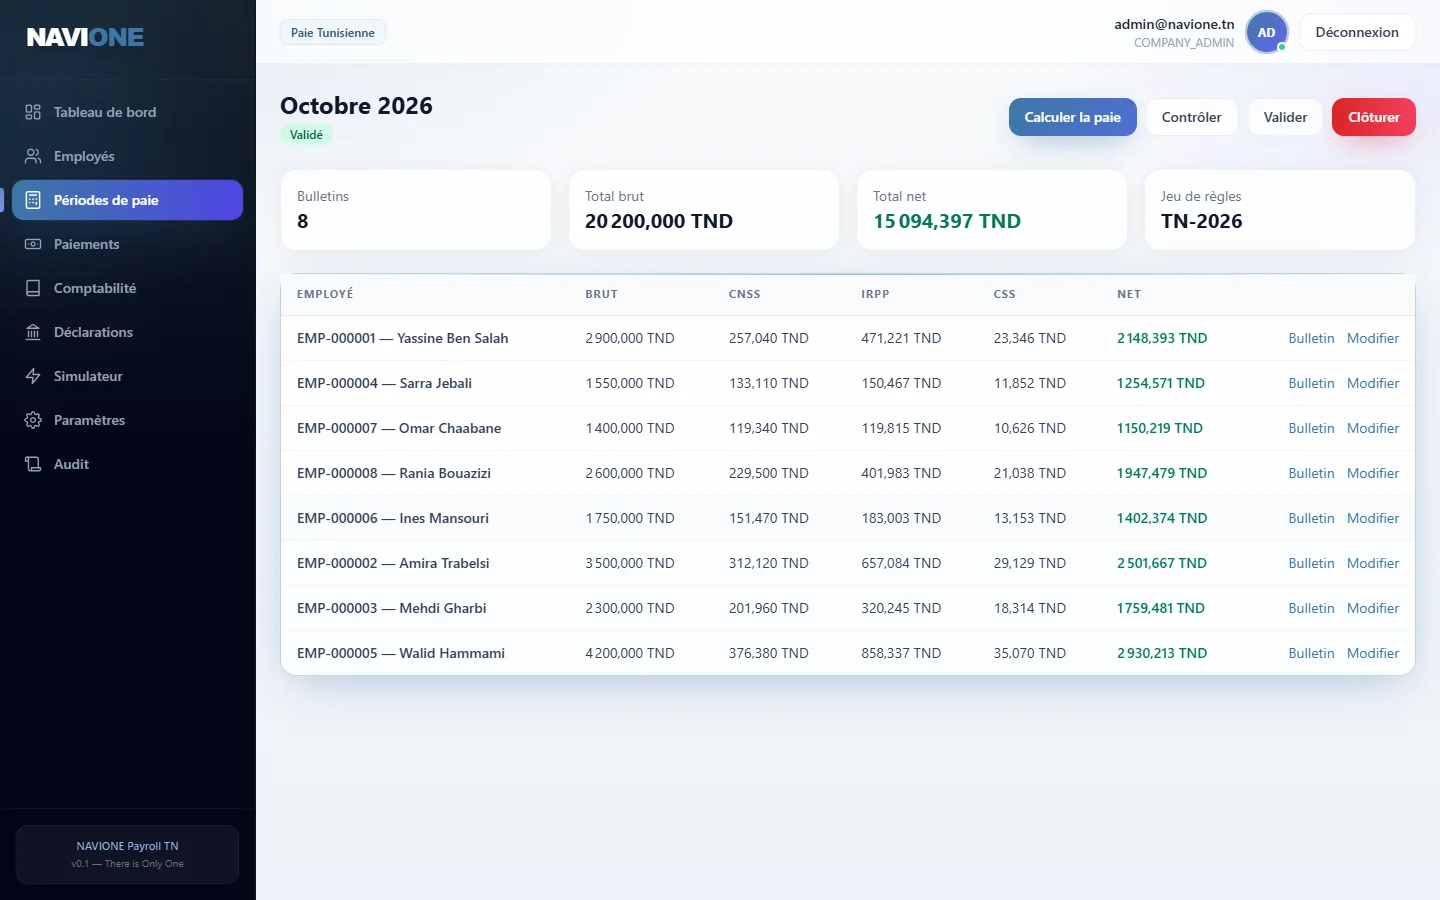 NAVIONE
Paie Tunisienne
admin@navione.tn
COMPANY_ADMIN
AD
Déconnexion
Tableau de bord
Employés
Périodes de paie
Paiements
Comptabilité
Déclarations
Simulateur
Paramètres
Audit
NAVIONE Payroll TN
v0.1 — There is Only One
Octobre 2026
Validé
Calculer la paie
Contrôler
Valider
Clôturer
Bulletins
8
Total brut
20 200,000 TND
Total net
15 094,397 TND
Jeu de règles
TN-2026
EMPLOYÉ BRUT CNSS IRPP CSS NET
EMP-000001 — Yassine Ben Salah 2 900,000 TND 257,040 TND 471,221 TND 23,346 TND 2 148,393 TND Bulletin Modifier
EMP-000004 — Sarra Jebali 1 550,000 TND 133,110 TND 150,467 TND 11,852 TND 1 254,571 TND Bulletin Modifier
EMP-000007 — Omar Chaabane 1 400,000 TND 119,340 TND 119,815 TND 10,626 TND 1 150,219 TND Bulletin Modifier
EMP-000008 — Rania Bouazizi 2 600,000 TND 229,500 TND 401,983 TND 21,038 TND 1 947,479 TND Bulletin Modifier
EMP-000006 — Ines Mansouri 1 750,000 TND 151,470 TND 183,003 TND 13,153 TND 1 402,374 TND Bulletin Modifier
EMP-000002 — Amira Trabelsi 3 500,000 TND 312,120 TND 657,084 TND 29,129 TND 2 501,667 TND Bulletin Modifier
EMP-000003 — Mehdi Gharbi 2 300,000 TND 201,960 TND 320,245 TND 18,314 TND 1 759,481 TND Bulletin Modifier
EMP-000005 — Walid Hammami 4 200,000 TND 376,380 TND 858,337 TND 35,070 TND 2 930,213 TND Bulletin Modifier